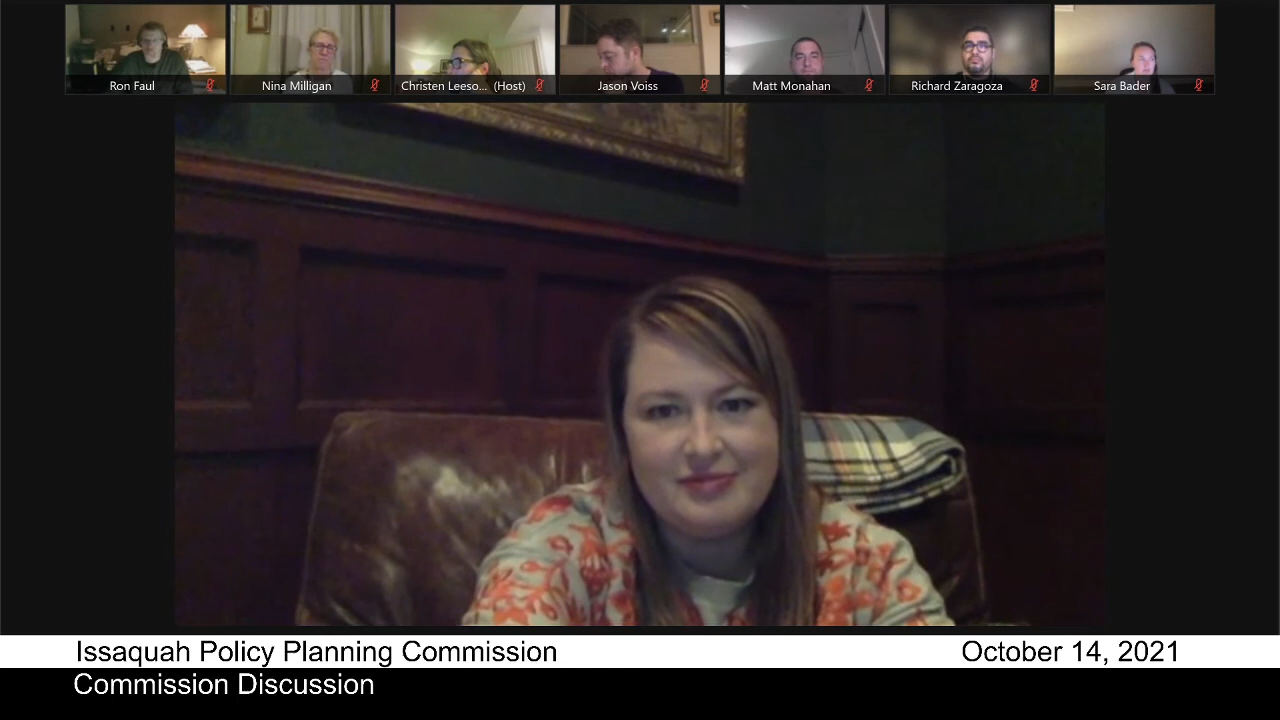 Ron Faul
Nina Milligan
Christen Leeso... (Host)
Jason Voiss
Matt Monahan
Richard Zaragoza
Sara Bader
Issaquah Policy Planning Commission
October 14, 2021
Commission Discussion